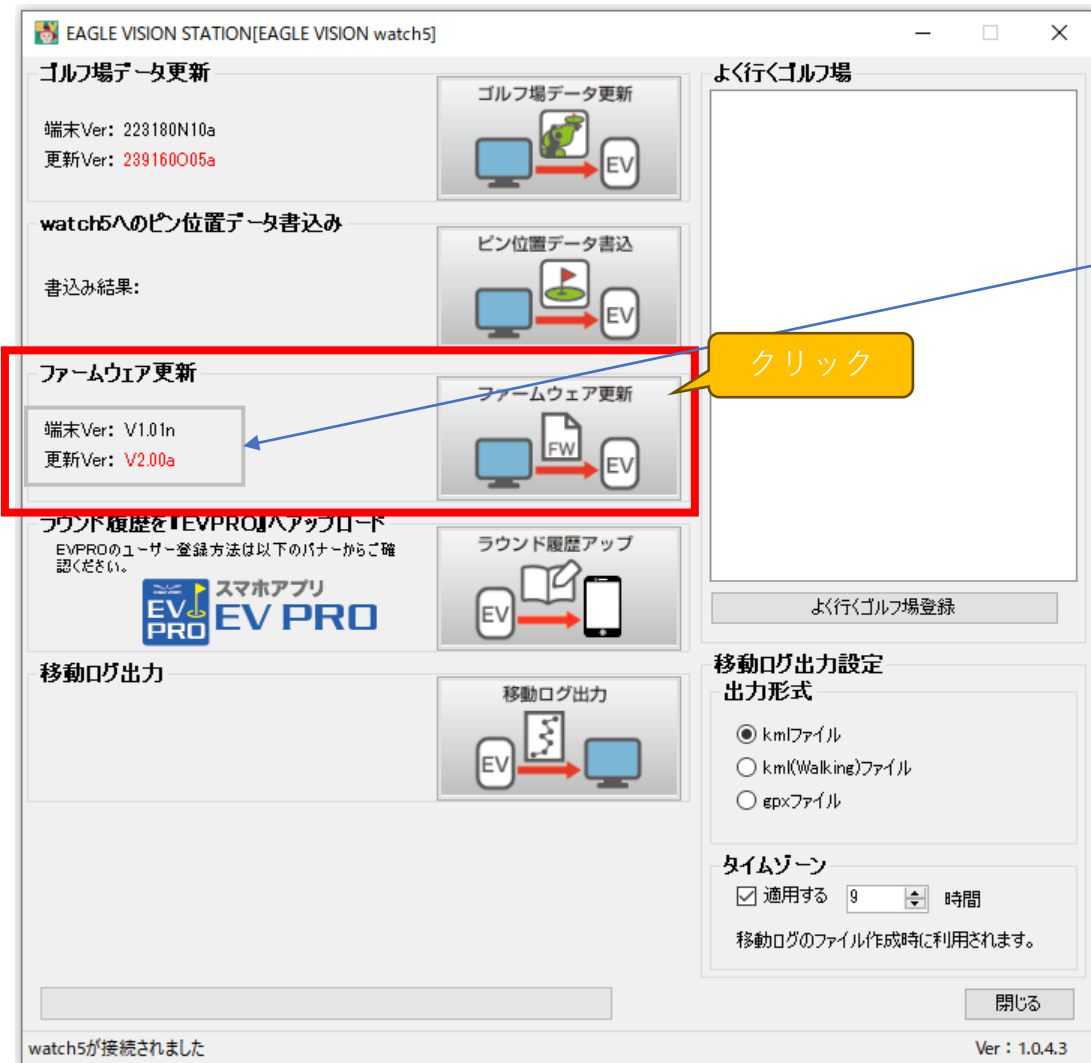 EAGLE VISION STATION[EAGLE VISION watch5]
ゴルフ場データ更新
端末Ver: 223180N10a
更新Ver: 239160O05a
ゴルフ場データ更新
EV
watch5へのピン位置データ書込み
書込み結果:
ピン位置データ書込
EV
ファームウェア更新
端末Ver: V1.01n
更新Ver: V2.00a
ファームウェア更新
FW
EV
クリック
ラウンド履歴を『EVPRO』へアップロード
EVPROのユーザー登録方法は以下のバナーからご確
認ください。
EV
PRO
スマホアプリ
EV PRO
ラウンド履歴アップ
EV
移動ログ出力
移動ログ出力
EV
よく行くゴルフ場
よく行くゴルフ場登録
移動ログ出力設定
出力形式
kmlファイル
kml(Walking)ファイル
gpxファイル
タイムゾーン
適用する 9 時間
移動ログのファイル作成時に利用されます。
閉じる
watch5が接続されました
Ver：1.0.4.3